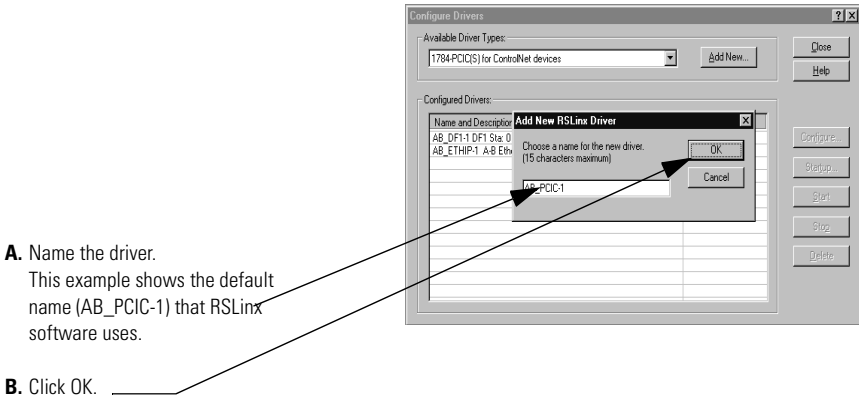 Configure Drivers
Available Driver Types:
1784-PCIC(S) for ControlNet devices
Add New...
Close
Help
Configured Drivers:
Name and Description
AB_DF1-1 DF1 Sta: 0
AB_ETHIP-1 A-B Eth
Add New RSLinx Driver
Choose a name for the new driver.
(15 characters maximum)
OK
Cancel
AB_PCIC-1
Configure...
Startup...
Start
Stop
Delete
A. Name the driver.
This example shows the default
name (AB_PCIC-1) that RSLinx
software uses.
B. Click OK.